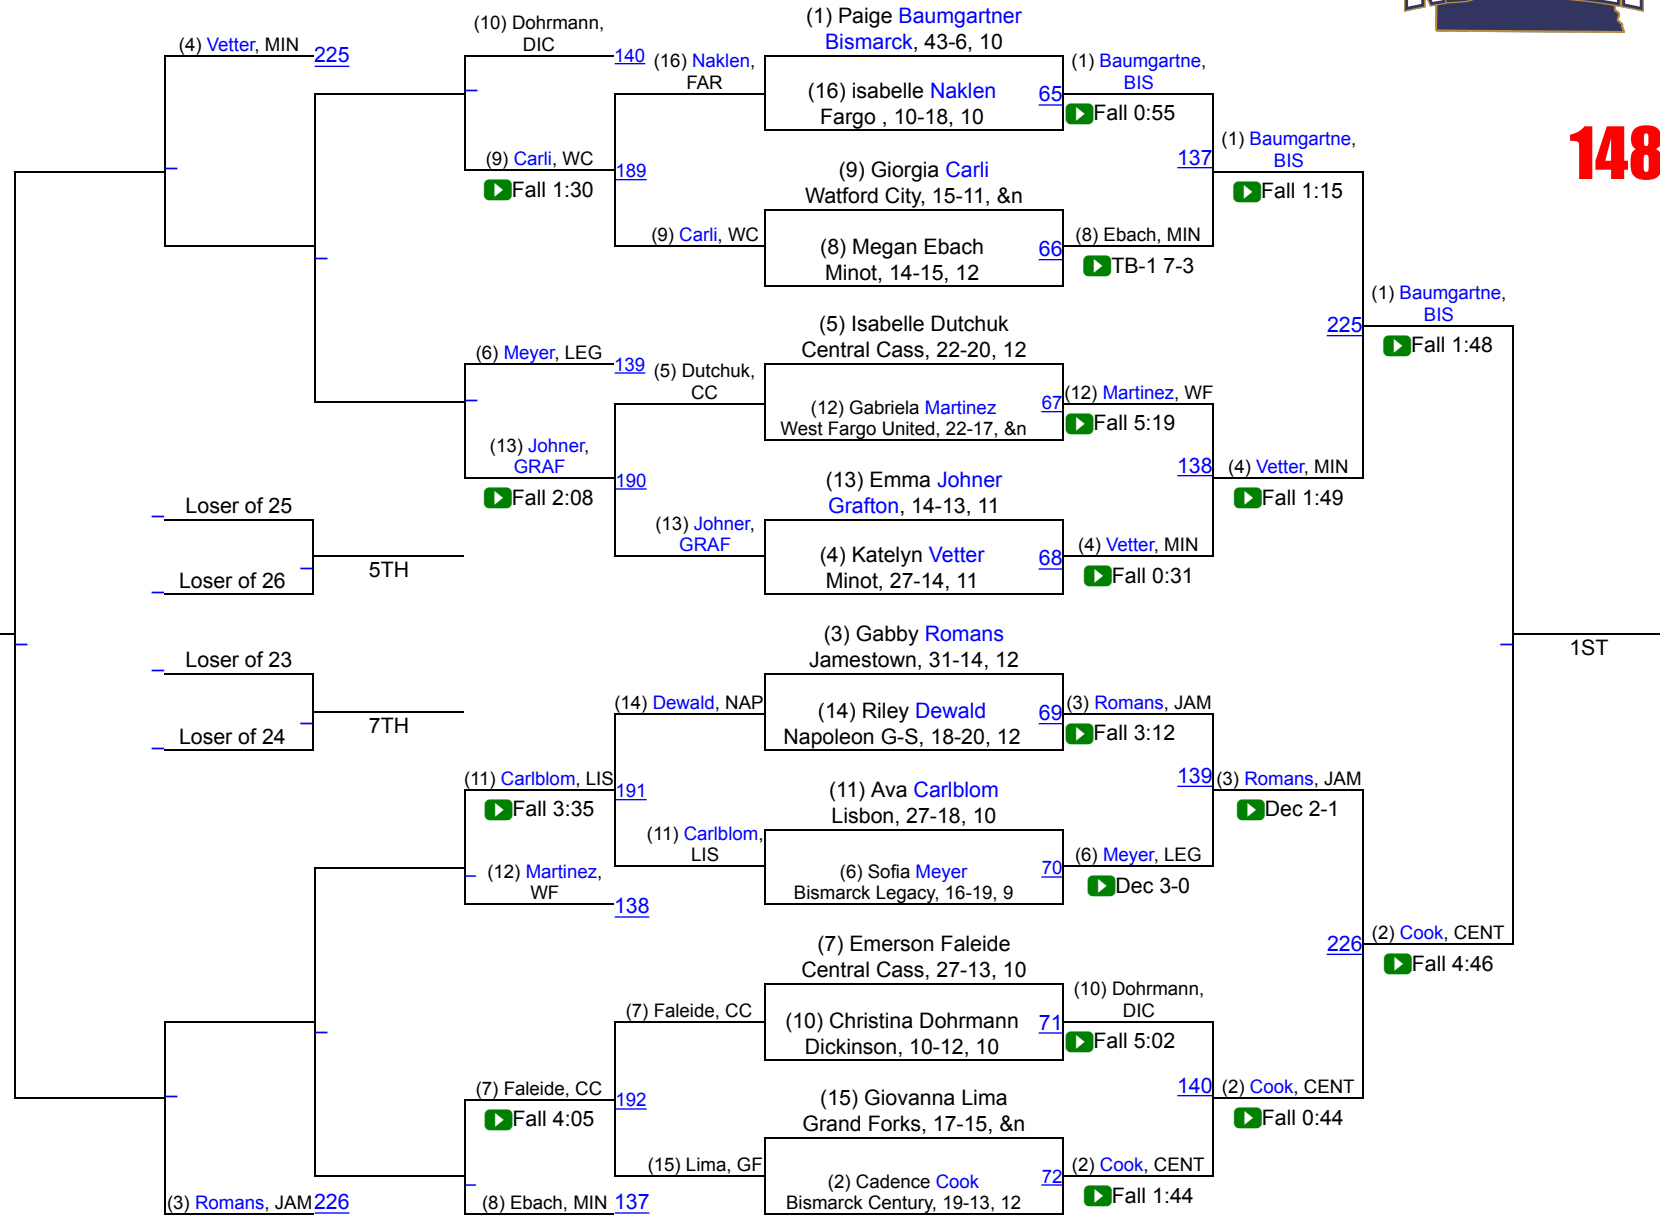 (4) Vetter, MIN
225
(10) Dohrmann,
DIC
140
(9) Carli, WC
Fall 1:30
189
(16) Naklen,
FAR
(9) Carli, WC
(6) Meyer, LEG
139
(13) Johner,
GRAF
Fall 2:08
190
(5) Dutchuk,
CC
(13) Johner,
GRAF
Loser of 25
Loser of 26
5TH
Loser of 23
Loser of 24
7TH
(14) Dewald, NAP
(11) Carlblom, LIS
Fall 3:35
191
(11) Carlblom,
LIS
(12) Martinez,
WF
138
(7) Faleide, CC
(7) Faleide, CC
Fall 4:05
192
(15) Lima, GF
(8) Ebach, MIN
137
(3) Romans, JAM
226
(1) Paige Baumgartner
Bismarck, 43-6, 10
(16) isabelle Naklen
Fargo , 10-18, 10
65
(9) Giorgia Carli
Watford City, 15-11, &n
(8) Megan Ebach
Minot, 14-15, 12
66
(5) Isabelle Dutchuk
Central Cass, 22-20, 12
(12) Gabriela Martinez
West Fargo United, 22-17, &n
67
(13) Emma Johner
Grafton, 14-13, 11
(4) Katelyn Vetter
Minot, 27-14, 11
68
(3) Gabby Romans
Jamestown, 31-14, 12
(14) Riley Dewald
Napoleon G-S, 18-20, 12
69
(11) Ava Carlblom
Lisbon, 27-18, 10
(6) Sofia Meyer
Bismarck Legacy, 16-19, 9
70
(7) Emerson Faleide
Central Cass, 27-13, 10
(10) Christina Dohrmann
Dickinson, 10-12, 10
71
(15) Giovanna Lima
Grand Forks, 17-15, &n
(2) Cadence Cook
Bismarck Century, 19-13, 12
72
(1) Baumgartne,
BIS
Fall 0:55
(8) Ebach, MIN
TB-1 7-3
137
(12) Martinez, WF
Fall 5:19
(4) Vetter, MIN
Fall 0:31
138
(3) Romans, JAM
Fall 3:12
(6) Meyer, LEG
Dec 3-0
139
(10) Dohrmann,
DIC
Fall 5:02
(2) Cook, CENT
Fall 1:44
140
(1) Baumgartne,
BIS
Fall 1:15
(4) Vetter, MIN
Fall 1:49
225
(3) Romans, JAM
Dec 2-1
(2) Cook, CENT
Fall 0:44
226
(1) Baumgartne,
BIS
Fall 1:48
(2) Cook, CENT
Fall 4:46
1ST
148